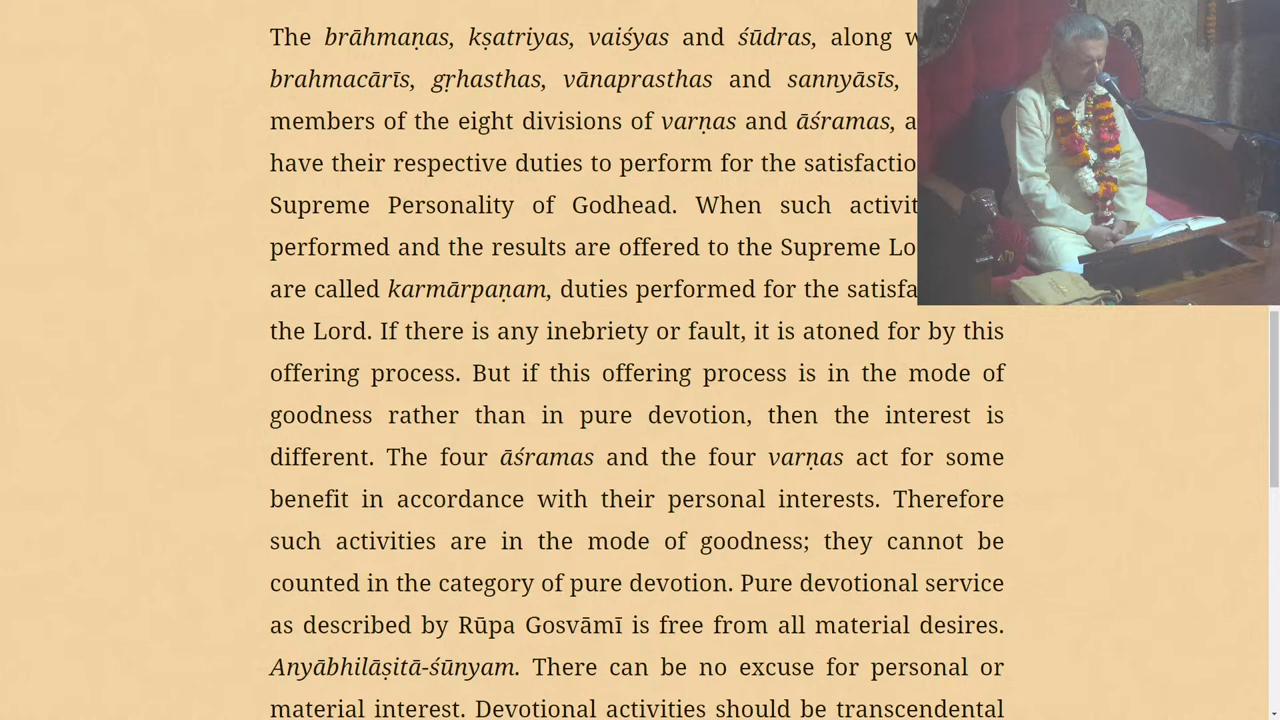 The brāhmaṇas, kṣatriyas, vaiśyas and śūdras, along
brahmacārīs, gṛhasthas, vānaprasthas and sannyāsīs,
members of the eight divisions of varṇas and āśramas,
have their respective duties to perform for the
Supreme Personality of Godhead. When such
performed and the results are offered to the Supreme
are called karmārpaṇam, duties performed for the
the Lord. If there is any inebriety or fault, it is atoned for by this
offering process. But if this offering process is in the mode of
goodness rather than in pure devotion, then the interest is
different. The four āśramas and the four varṇas act for some
benefit in accordance with their personal interests. Therefore
such activities are in the mode of goodness; they cannot be
counted in the category of pure devotion. Pure devotional service
as described by Rūpa Gosvāmī is free from all material desires.
Anyābhilāṣitā-śūnyam. There can be no excuse for personal or
material interest. Devotional activities should be transcendental